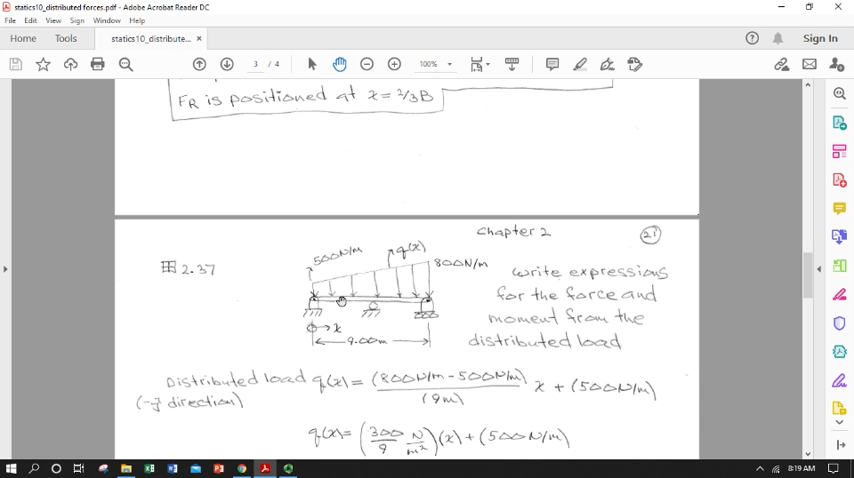 statics10_distributed forces.pdf - Adobe Acrobat Reader DC
File Edit View Sign Window Help
Home Tools statics10_distribute... × Sign In
3 / 4 100%
FR is positioned at x = 2/3 B
Chapter 2
21
2.37
500N/m
q(x)
800N/m
write expressions
for the force and
moment from the
distributed load
x
9.00m
Distributed load q(x) = (800N/m - 500N/m) / (9m) x + (500N/m)
(-ĵ direction)
q(x) = (300/9 N/m²)(x) + (500N/m)
8:19 AM